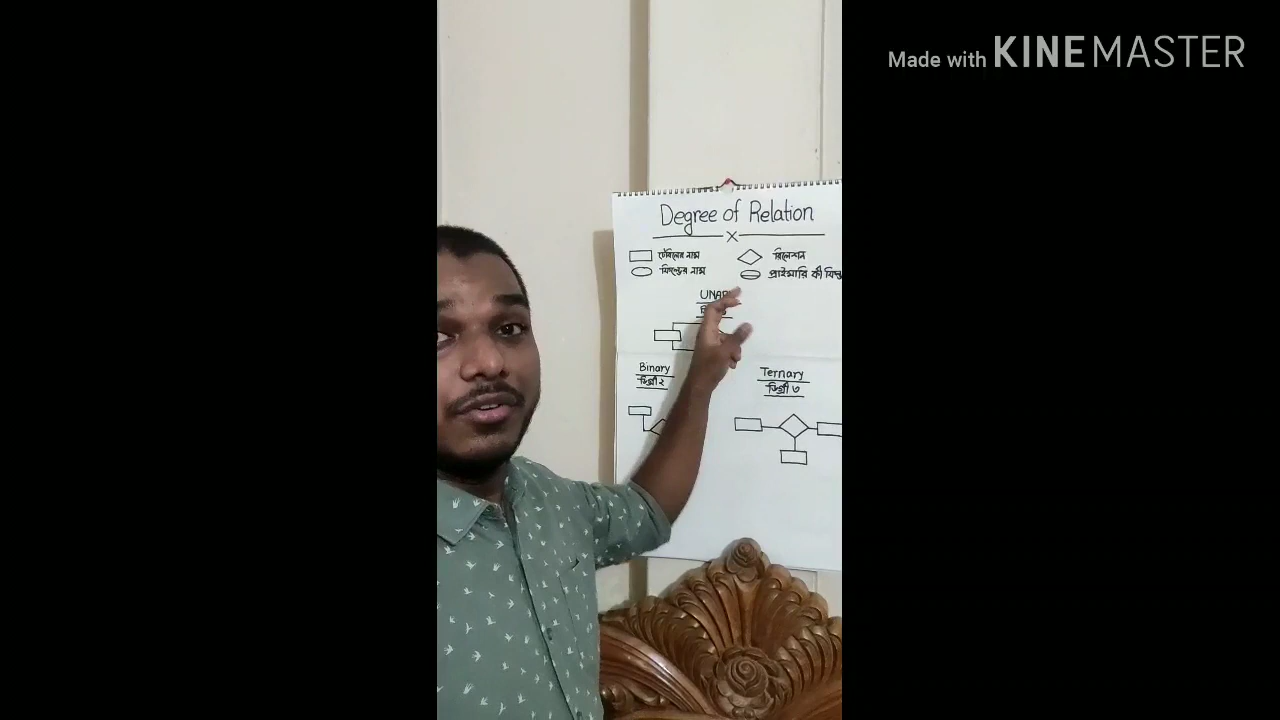 Made with KINEMASTER
Degree of Relation
টেবিলের নাম
রিলেশন
ফিল্ডের নাম
প্রাইমারি কী
Binary
ডিগ্রী ২
Ternary
ডিগ্রী ৩